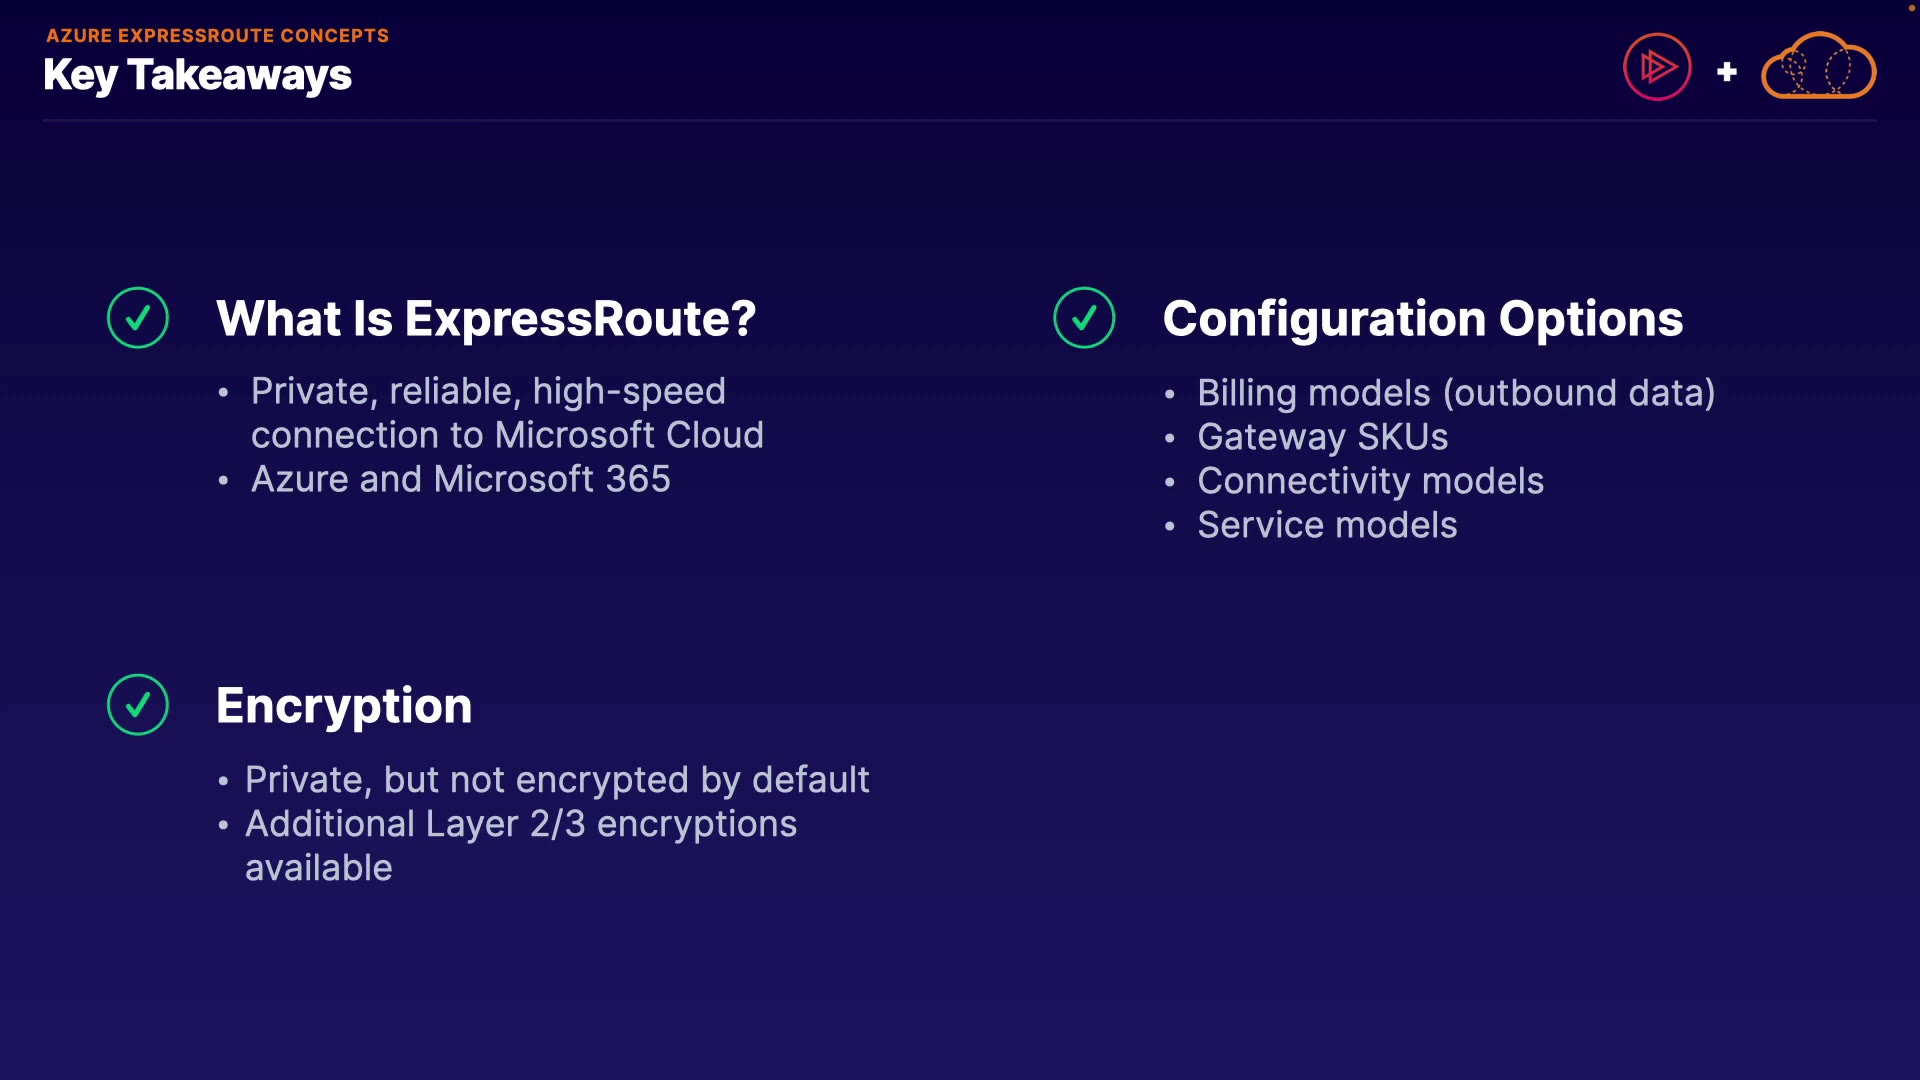 AZURE EXPRESSROUTE CONCEPTS
Key Takeaways
+
What Is ExpressRoute?
• Private, reliable, high-speed
connection to Microsoft Cloud
• Azure and Microsoft 365
Configuration Options
• Billing models (outbound data)
• Gateway SKUs
• Connectivity models
• Service models
Encryption
• Private, but not encrypted by default
• Additional Layer 2/3 encryptions
available